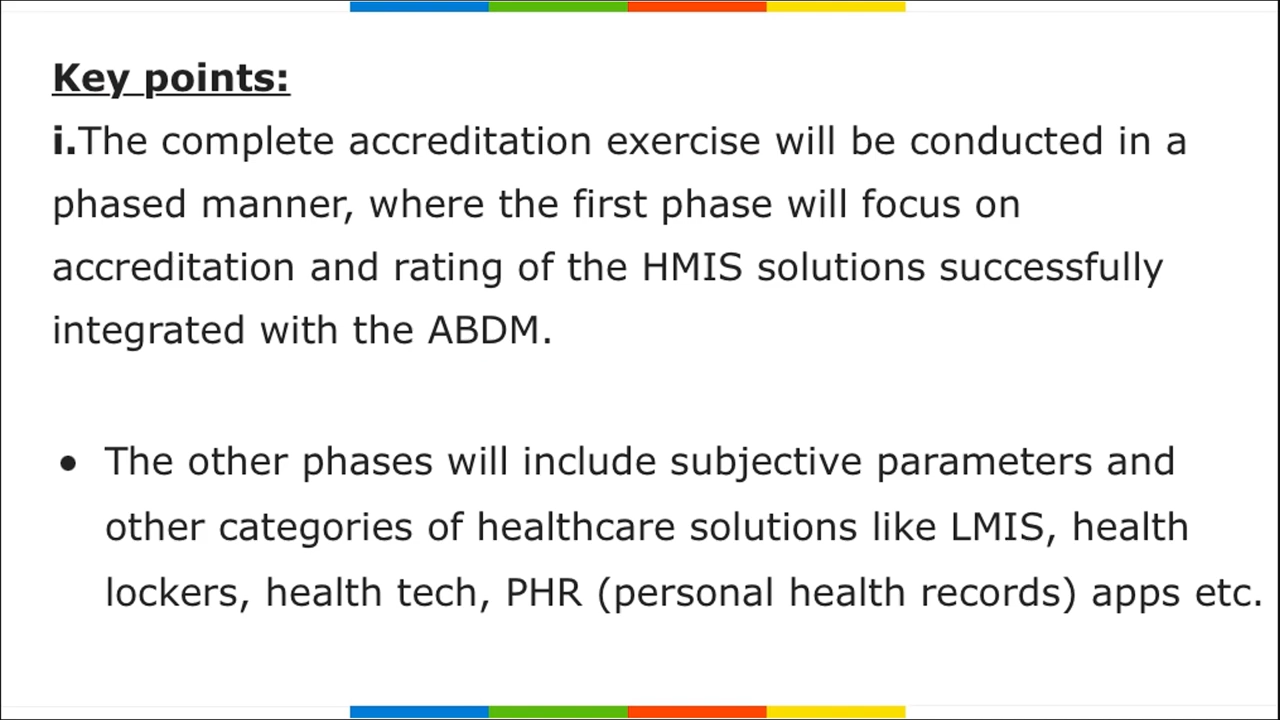 Key points:
i.The complete accreditation exercise will be conducted in a
phased manner, where the first phase will focus on
accreditation and rating of the HMIS solutions successfully
integrated with the ABDM.
● The other phases will include subjective parameters and
other categories of healthcare solutions like LMIS, health
lockers, health tech, PHR (personal health records) apps etc.